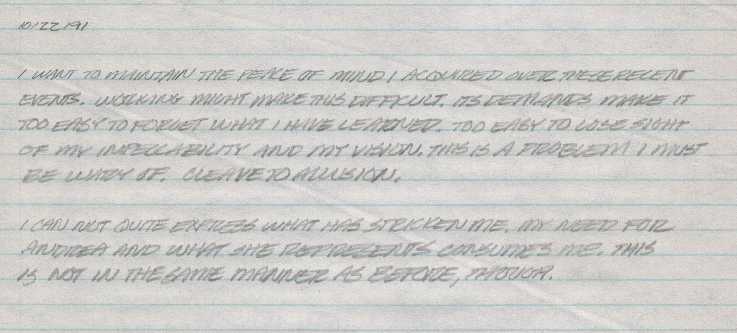 10/22/91
I WANT TO MAINTAIN THE PEACE OF MIND I ACQUIRED OVER THESE RECENT
EVENTS. WORKING MIGHT MAKE THIS DIFFICULT. ITS DEMANDS MAKE IT
TOO EASY TO FORGET WHAT I HAVE LEARNED. TOO EASY TO LOSE SIGHT
OF MY IMPECCABILITY AND MY VISION. THIS IS A PROBLEM I MUST
BE WARY OF. CLEAVE TO ALLUSION.
I CAN NOT QUITE EXPRESS WHAT HAS STRICKEN ME. MY NEED FOR
ANDREA AND WHAT SHE REPRESENTS CONSUMES ME. THIS
IS NOT IN THE SAME MANNER AS BEFORE, THOUGH.